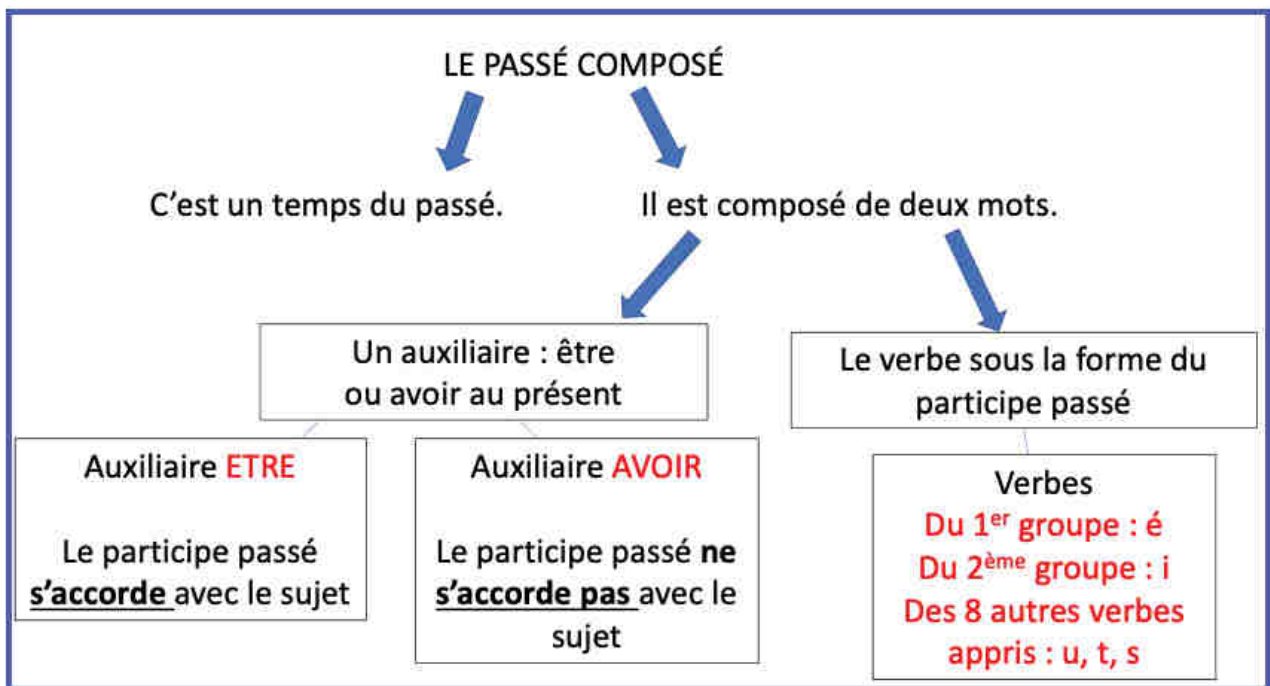 LE PASSÉ COMPOSÉ
C'est un temps du passé.
Il est composé de deux mots.
Un auxiliaire : être
ou avoir au présent
Le verbe sous la forme du
participe passé
Auxiliaire ETRE
Le participe passé
s'accorde avec le sujet
Auxiliaire AVOIR
Le participe passé ne
s'accorde pas avec le
sujet
Verbes
Du 1er groupe : é
Du 2ème groupe : i
Des 8 autres verbes
appris : u, t, s